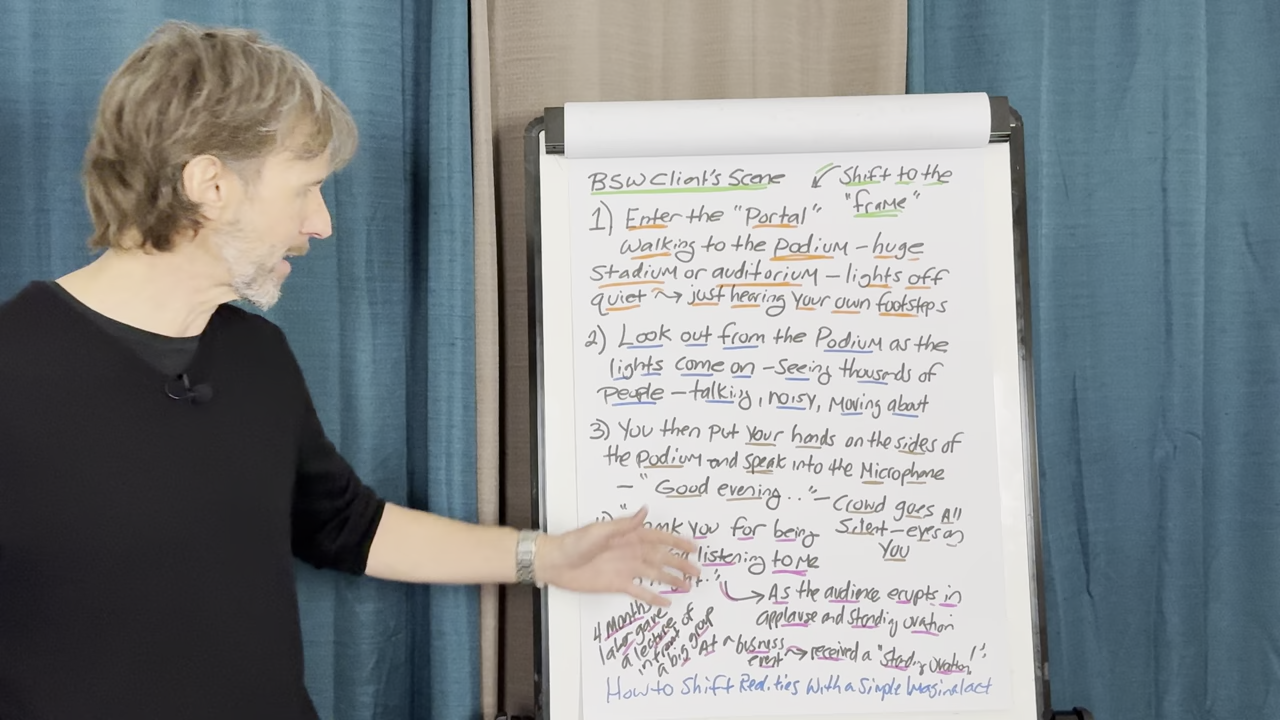 BSW Client's Scene
Shift to the
"frame"
1) Enter the "Portal"
Walking to the Podium - huge
Stadium or auditorium - lights off
quiet ~> just hearing your own footsteps
2) Look out from the Podium as the
lights come on - Seeing thousands of
People - talking, noisy, Moving about
3) You then put your hands on the sides of
the Podium and speak into the Microphone
- "Good evening.." - Crowd goes All
Silent - eyes on
You
you for being
listening to Me
→ As the audience erupts in
applause and Standing ovation
4 Months
later gave
a lecture
in front of
a big group
At a business
event ~> received a "Standing ovation!"
How to Shift Realities With a Simple Imaginal act